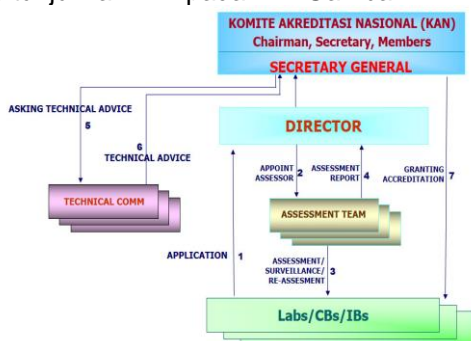 KOMITE AKREDITASI NASIONAL (KAN)
Chairman, Secretary, Members
SECRETARY GENERAL
ASKING TECHNICAL ADVICE
5
6
TECHNICAL ADVICE
DIRECTOR
APPOINT
ASSESSOR
2
ASSESSMENT
REPORT
4
GRANTING
ACCREDITATION
7
TECHNICAL COMM
ASSESSMENT TEAM
APPLICATION
1
ASSESSMENT/
SURVEILLANCE/
RE-ASSESMENT
3
Labs/CBs/IBs